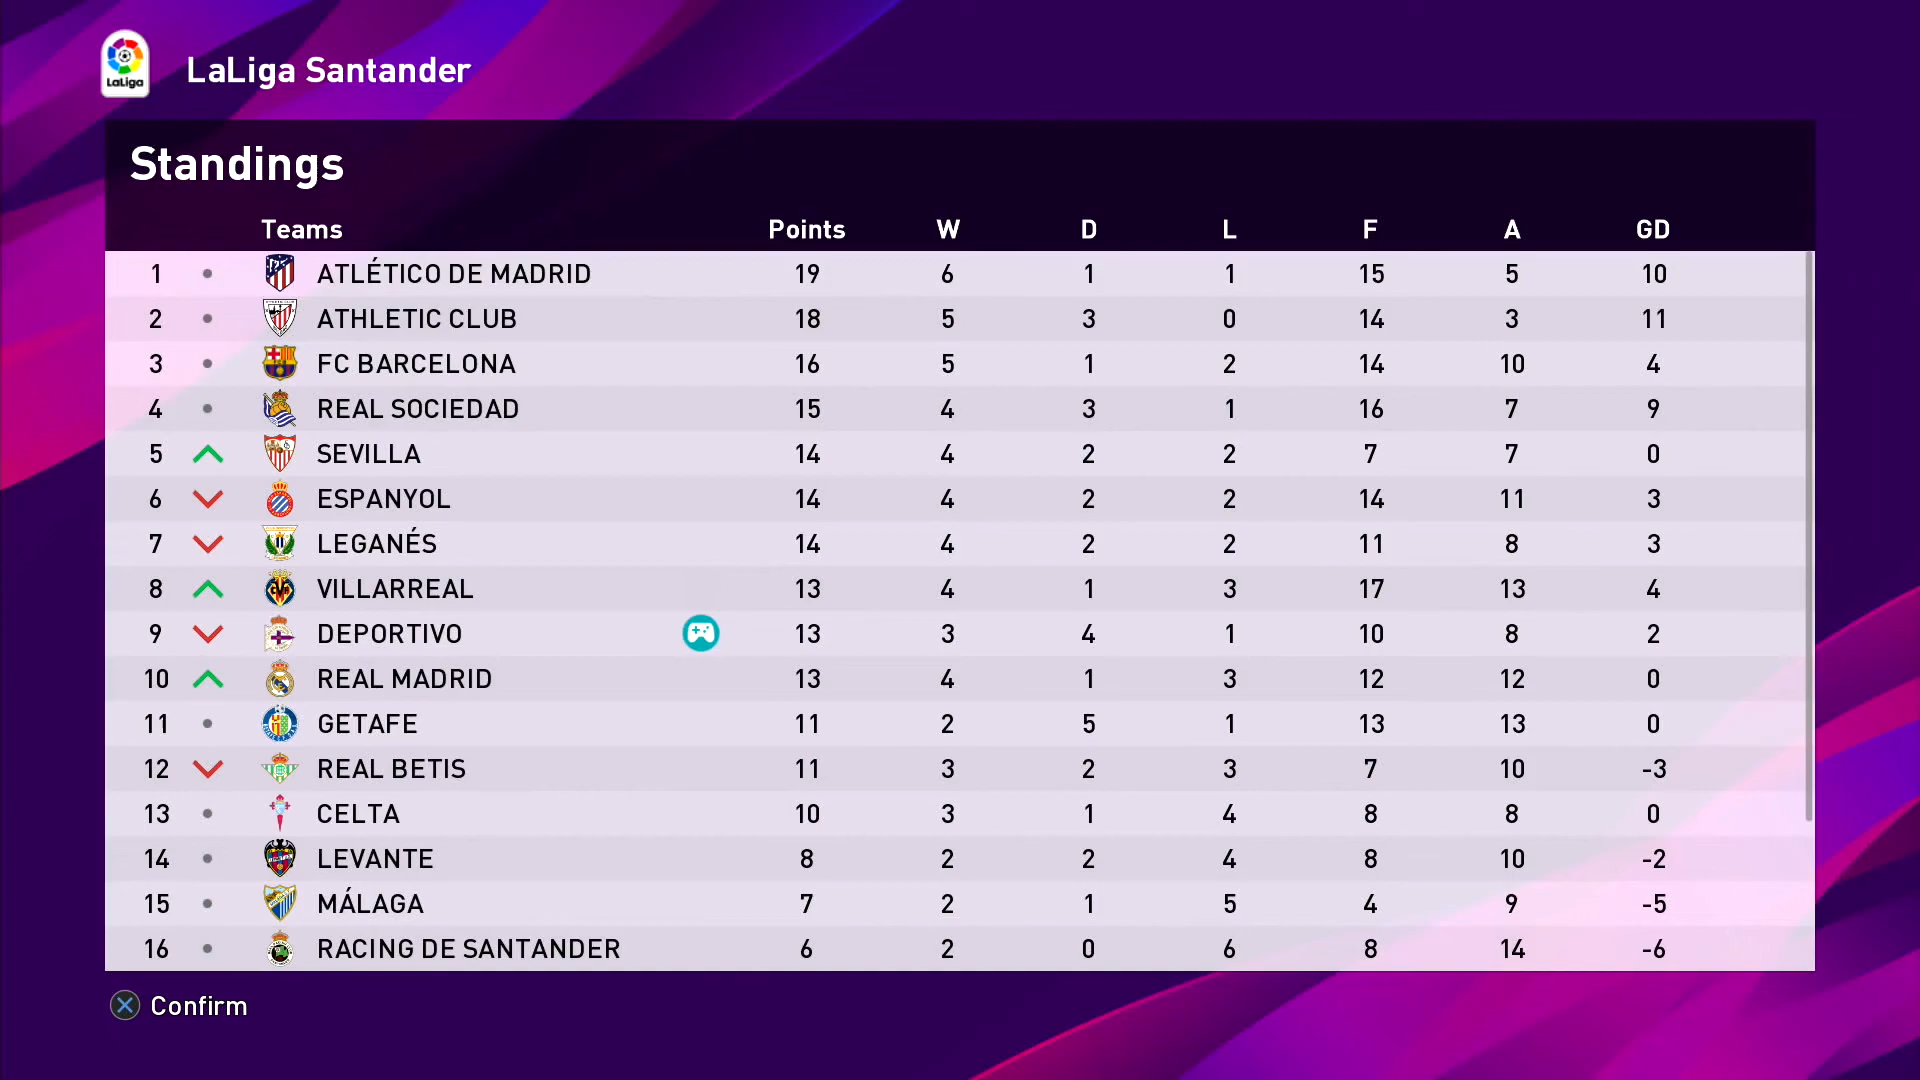 LaLiga
LaLiga Santander
Standings
Teams Points W D L F A GD
1 ATLÉTICO DE MADRID 19 6 1 1 15 5 10
2 ATHLETIC CLUB 18 5 3 0 14 3 11
3 FC BARCELONA 16 5 1 2 14 10 4
4 REAL SOCIEDAD 15 4 3 1 16 7 9
5 SEVILLA 14 4 2 2 7 7 0
6 ESPANYOL 14 4 2 2 14 11 3
7 LEGANÉS 14 4 2 2 11 8 3
8 VILLARREAL 13 4 1 3 17 13 4
9 DEPORTIVO 13 3 4 1 10 8 2
10 REAL MADRID 13 4 1 3 12 12 0
11 GETAFE 11 2 5 1 13 13 0
12 REAL BETIS 11 3 2 3 7 10 -3
13 CELTA 10 3 1 4 8 8 0
14 LEVANTE 8 2 2 4 8 10 -2
15 MÁLAGA 7 2 1 5 4 9 -5
16 RACING DE SANTANDER 6 2 0 6 8 14 -6
Confirm